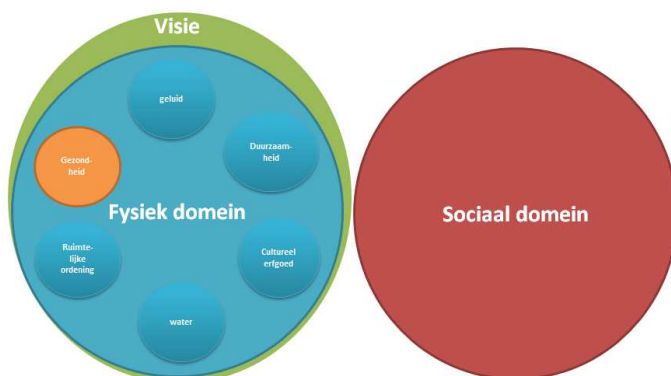 Visie
geluid
Duurzaam-
heid
Gezond-
heid
Fysiek domein
Sociaal domein
Ruimte-
lijke
ordening
Cultureel
erfgoed
water